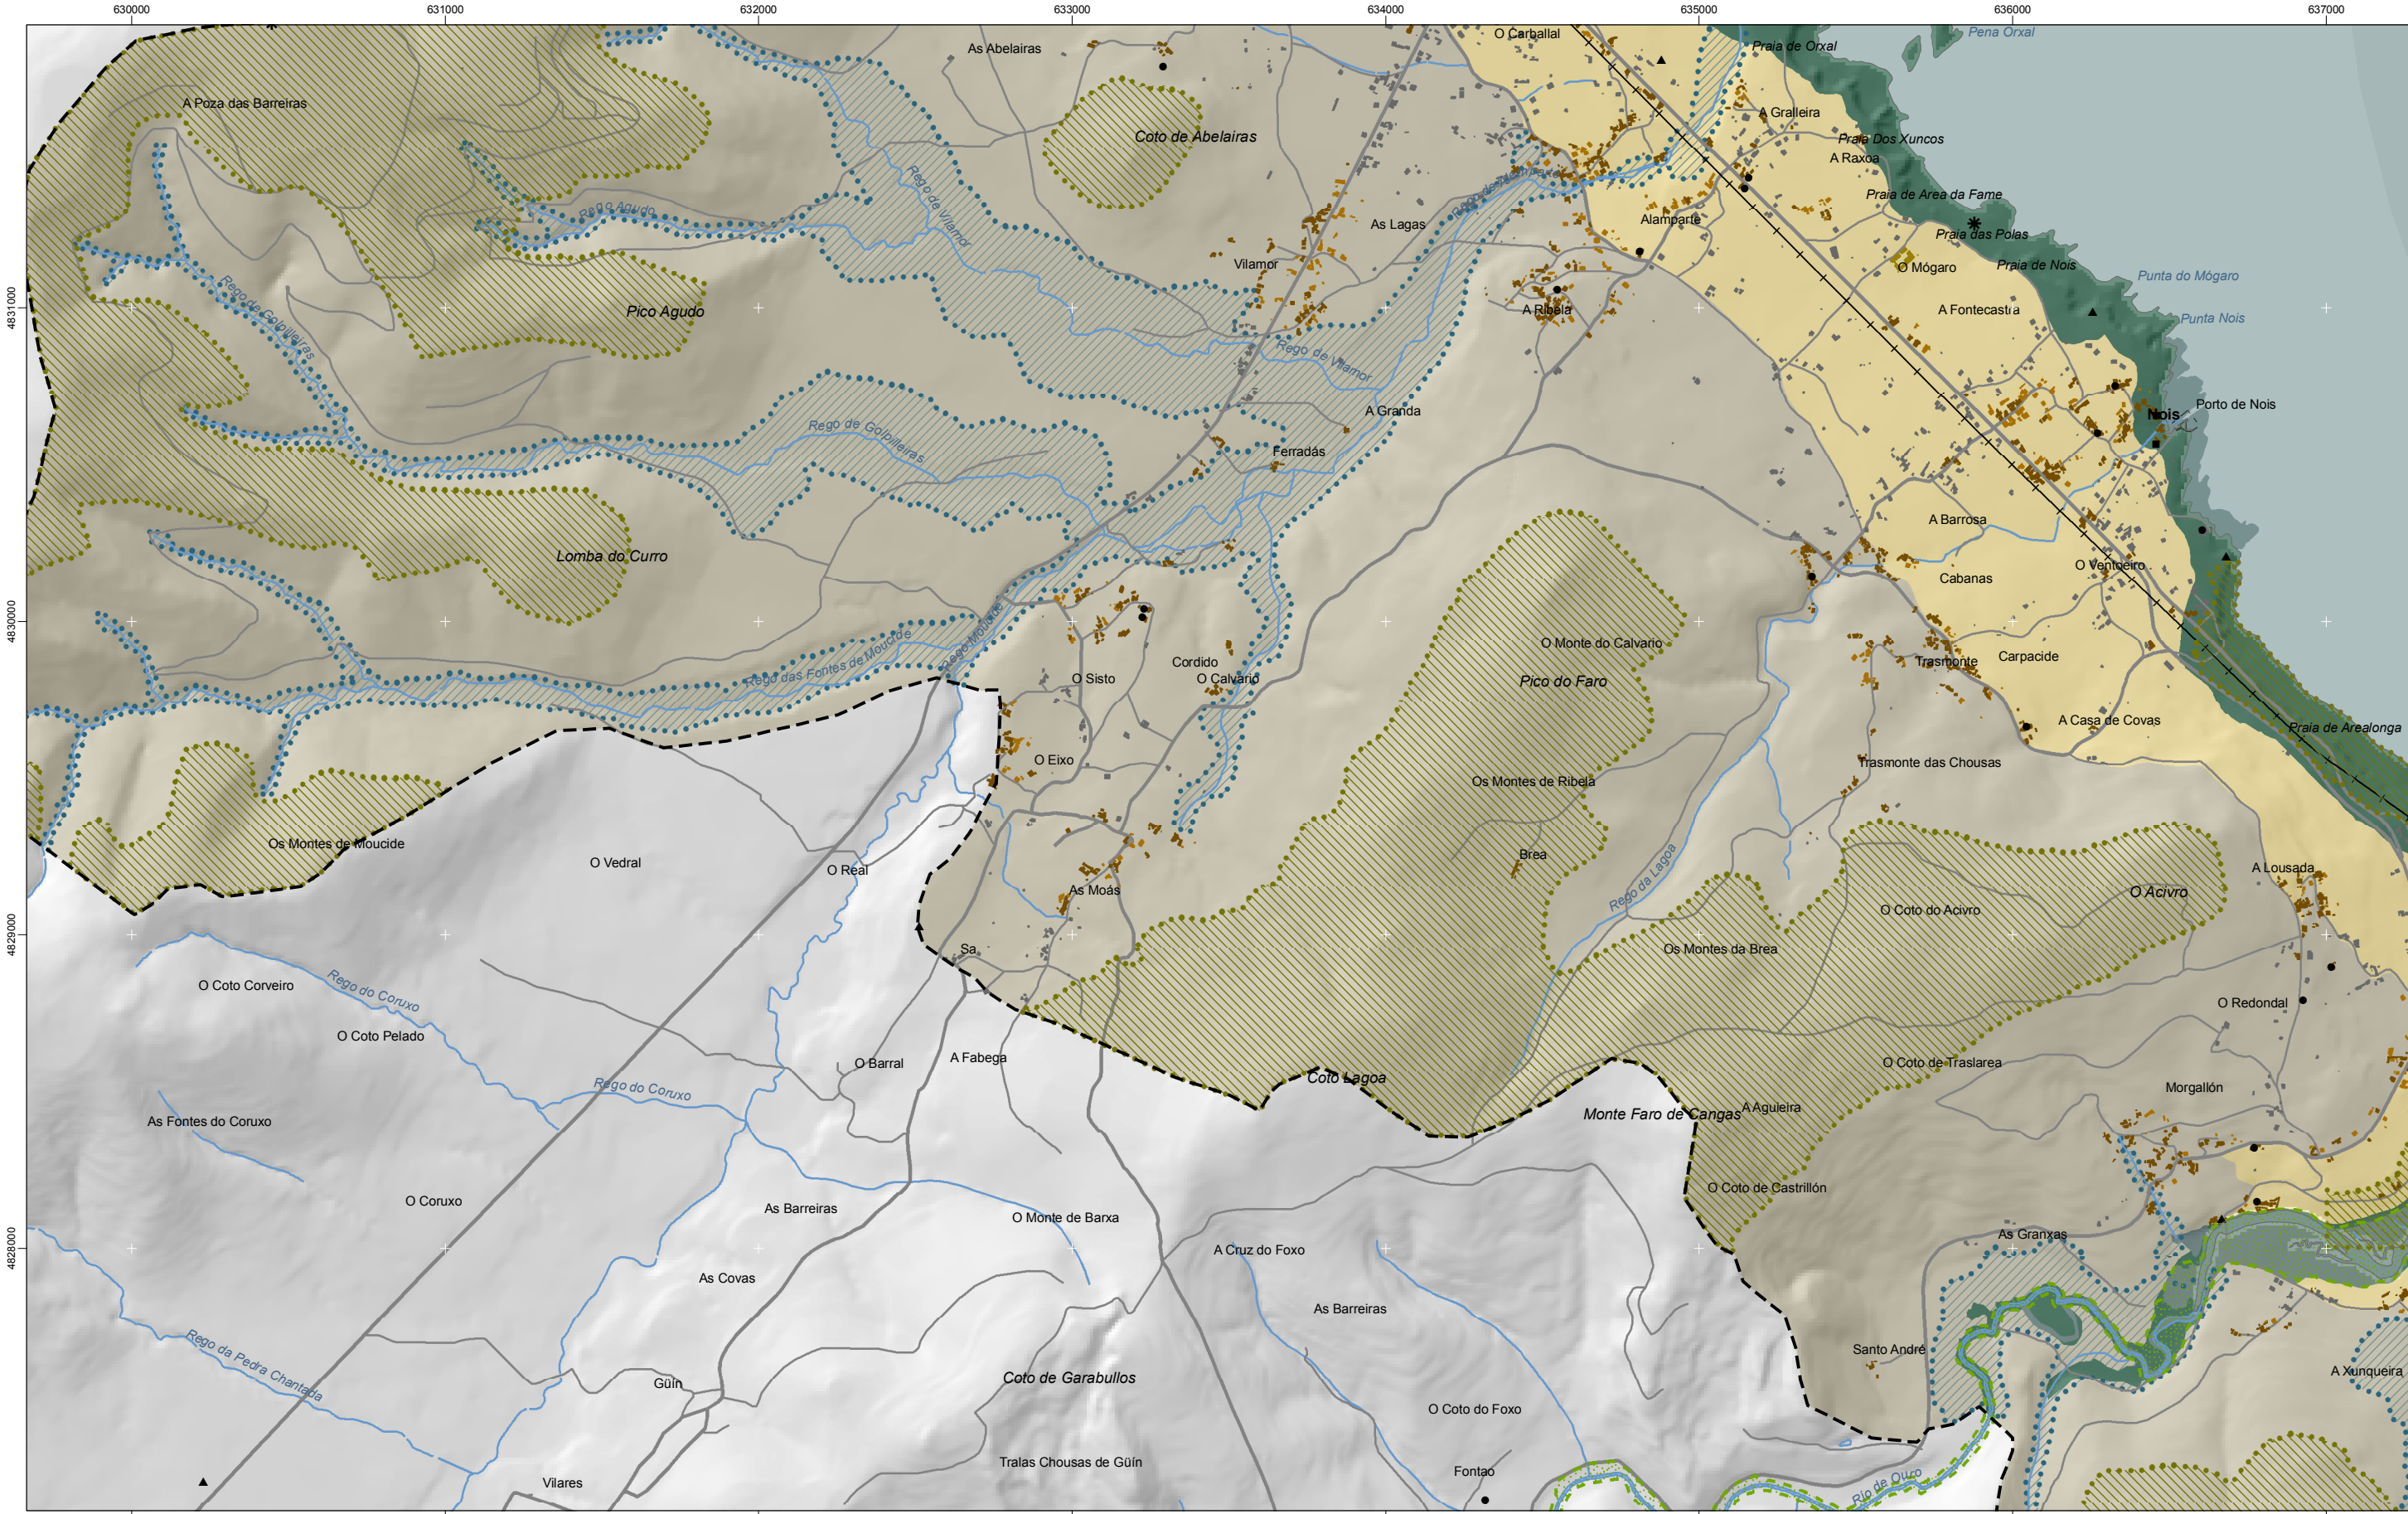 630000 631000 632000 633000 634000 635000 636000 637000
O Carballal
Pena Orxal
Praia de Orxal
As Abelairas
A Poza das Barreiras
A Gralleira
Coto de Abelairas
Praia Dos Xuncos
A Raxoa
Rego de Vilamor
Praia de Area da Fame
Rego Agudo
As Lagas
Alamparte
Praia das Polas
Vilamor
O Mógaro
Praia de Nois
Punta do Mógaro
Rego de Golpilleiras
4831000
Pico Agudo
A Ribela
A Fontecastia
Punta Nois
Rego de Vilamor
A Granda
Nois
Porto de Nois
Rego de Golpilleiras
Ferradás
A Barrosa
Lomba do Curro
O Ventoeiro
Cabanas
4830000
Rego Moucide
Rego das Fontes de Moucide
O Monte do Calvario
Cordido
Trasmonte
Carpacide
O Sisto
O Calvario
Pico do Faro
A Casa de Covas
Praia de Arealonga
O Eixo
Trasmonte das Chousas
Os Montes de Ribela
Os Montes de Moucide
O Vedral
O Real
Brea
A Lousada
Rego da Lagoa
As Moás
O Acivro
O Coto do Acivro
4829000
Sa
Os Montes da Brea
O Coto Corveiro
Rego do Coruxo
O Redondal
O Coto Pelado
O Barral
A Fabega
O Coto de Traslarea
Coto Lagoa
Rego do Coruxo
Morgallón
Monte Faro de Cangas
A Aguieira
As Fontes do Coruxo
O Coto de Castrillón
O Coruxo
As Barreiras
O Monte de Barxa
As Granxas
4828000
A Cruz do Foxo
As Covas
As Barreiras
Rego da Pedra Chantada
Santo André
A Xunqueira
Güín
Coto de Garabullos
O Coto do Foxo
Tralas Chousas de Güín
Fontao
Vilares
Río de Ouro